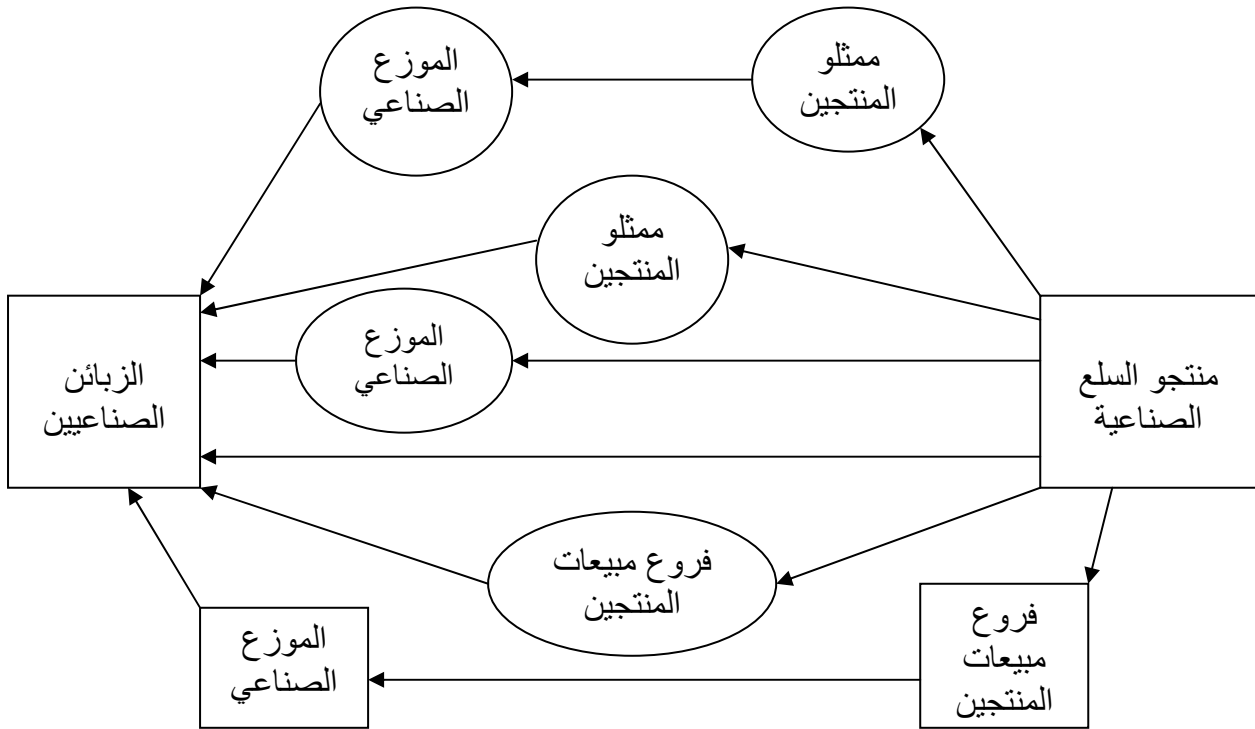 ممثلو
المنتجين
الموزع
الصناعي
ممثلو
المنتجين
الموزع
الصناعي
منتجو السلع
الصناعية
الزبائن
الصناعيين
فروع مبيعات
المنتجين
فروع
مبيعات
المنتجين
الموزع
الصناعي